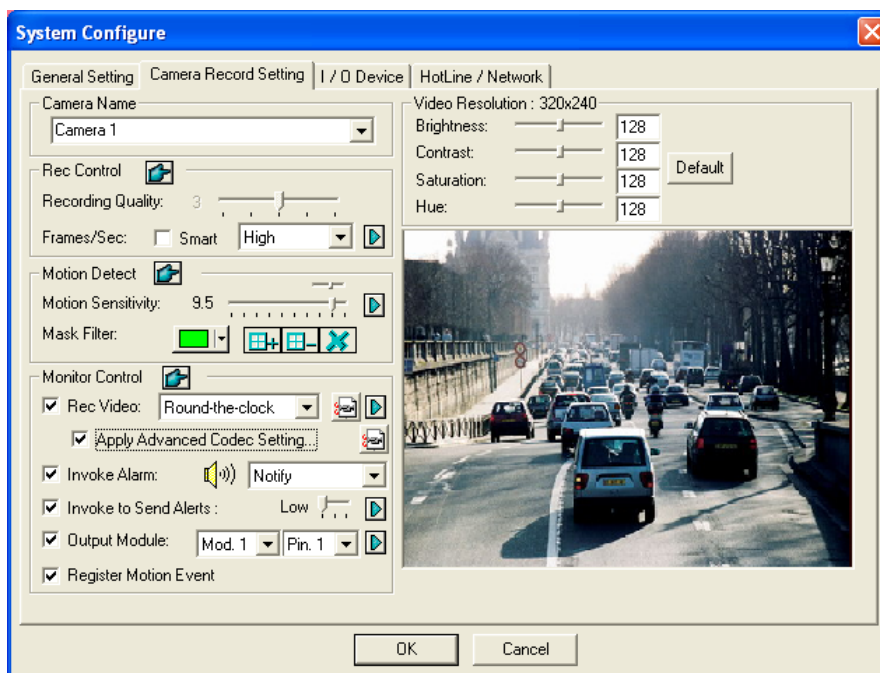 System Configure
General Setting
Camera Record Setting
I / O Device
HotLine / Network
Camera Name
Camera 1
Rec Control
Recording Quality: 3
Frames/Sec: Smart High
Motion Detect
Motion Sensitivity: 9.5
Mask Filter:
Monitor Control
Rec Video: Round-the-clock
Apply Advanced Codec Setting...
Invoke Alarm: Notify
Invoke to Send Alerts : Low
Output Module: Mod. 1 Pin. 1
Register Motion Event
Video Resolution : 320x240
Brightness: 128
Contrast: 128
Saturation: 128
Hue: 128
Default
OK
Cancel